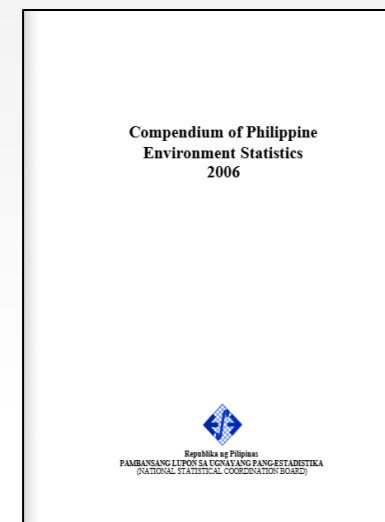 Compendium of Philippine
Environment Statistics
2006
Republika ng Pilipinas
PAMBANSANG LUPON SA UGNAYANG PANG-ESTADISTIKA
(NATIONAL STATISTICAL COORDINATION BOARD)